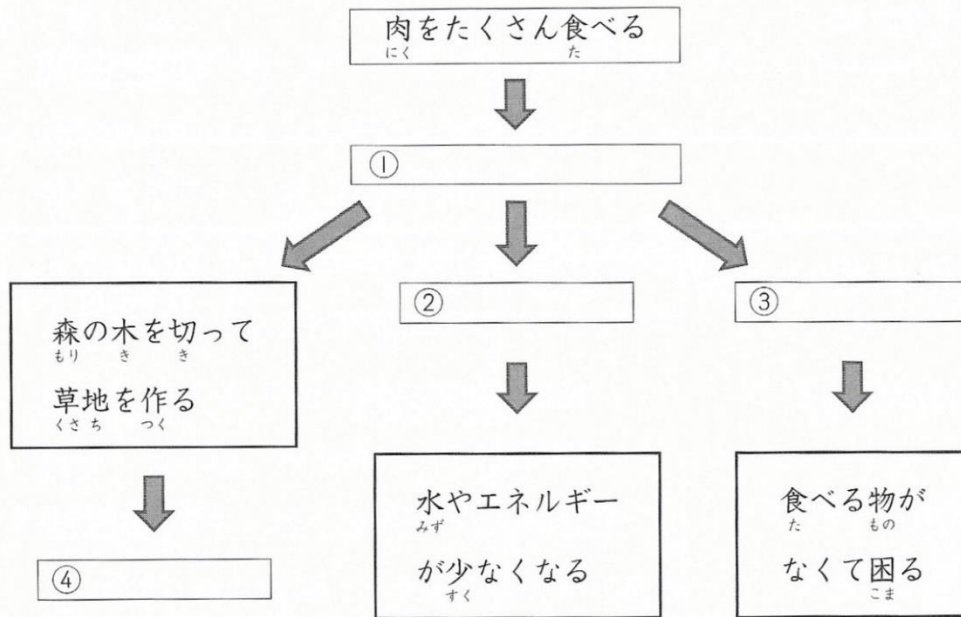 肉をたくさん食べる
にく た
①
② ③
森の木を切って
もり き き
草地を作る
くさ ち つく
水やエネルギー
みず
が少なくなる
すく
食べる物が
た もの
なくて困る
こま
④